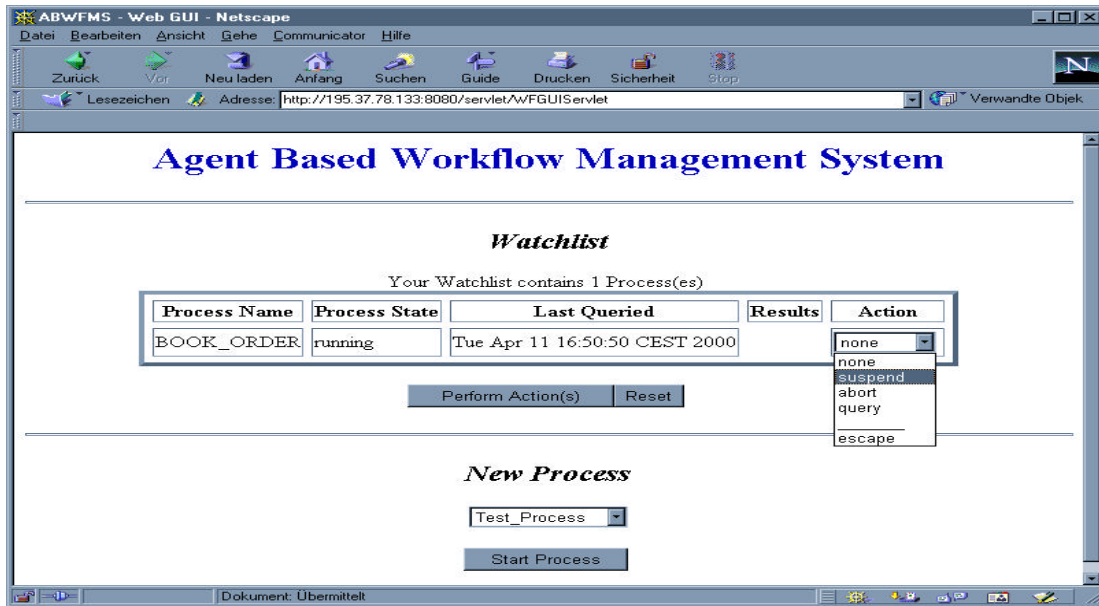 ABWFMS - Web GUI - Netscape
Datei Bearbeiten Ansicht Gehe Communicator Hilfe
Zurück Vor Neu laden Anfang Suchen Guide Drucken Sicherheit Stop
N
Lesezeichen Adresse: http://195.37.78.133:8080/servlet/WFGUIServlet Verwandte Objek
Agent Based Workflow Management System
Watchlist
Your Watchlist contains 1 Process(es)
Process Name Process State Last Queried Results Action
BOOK_ORDER running Tue Apr 11 16:50:50 CEST 2000 none
none
suspend
abort
query
escape
Perform Action(s) Reset
New Process
Test_Process
Start Process
Dokument: Übermittelt